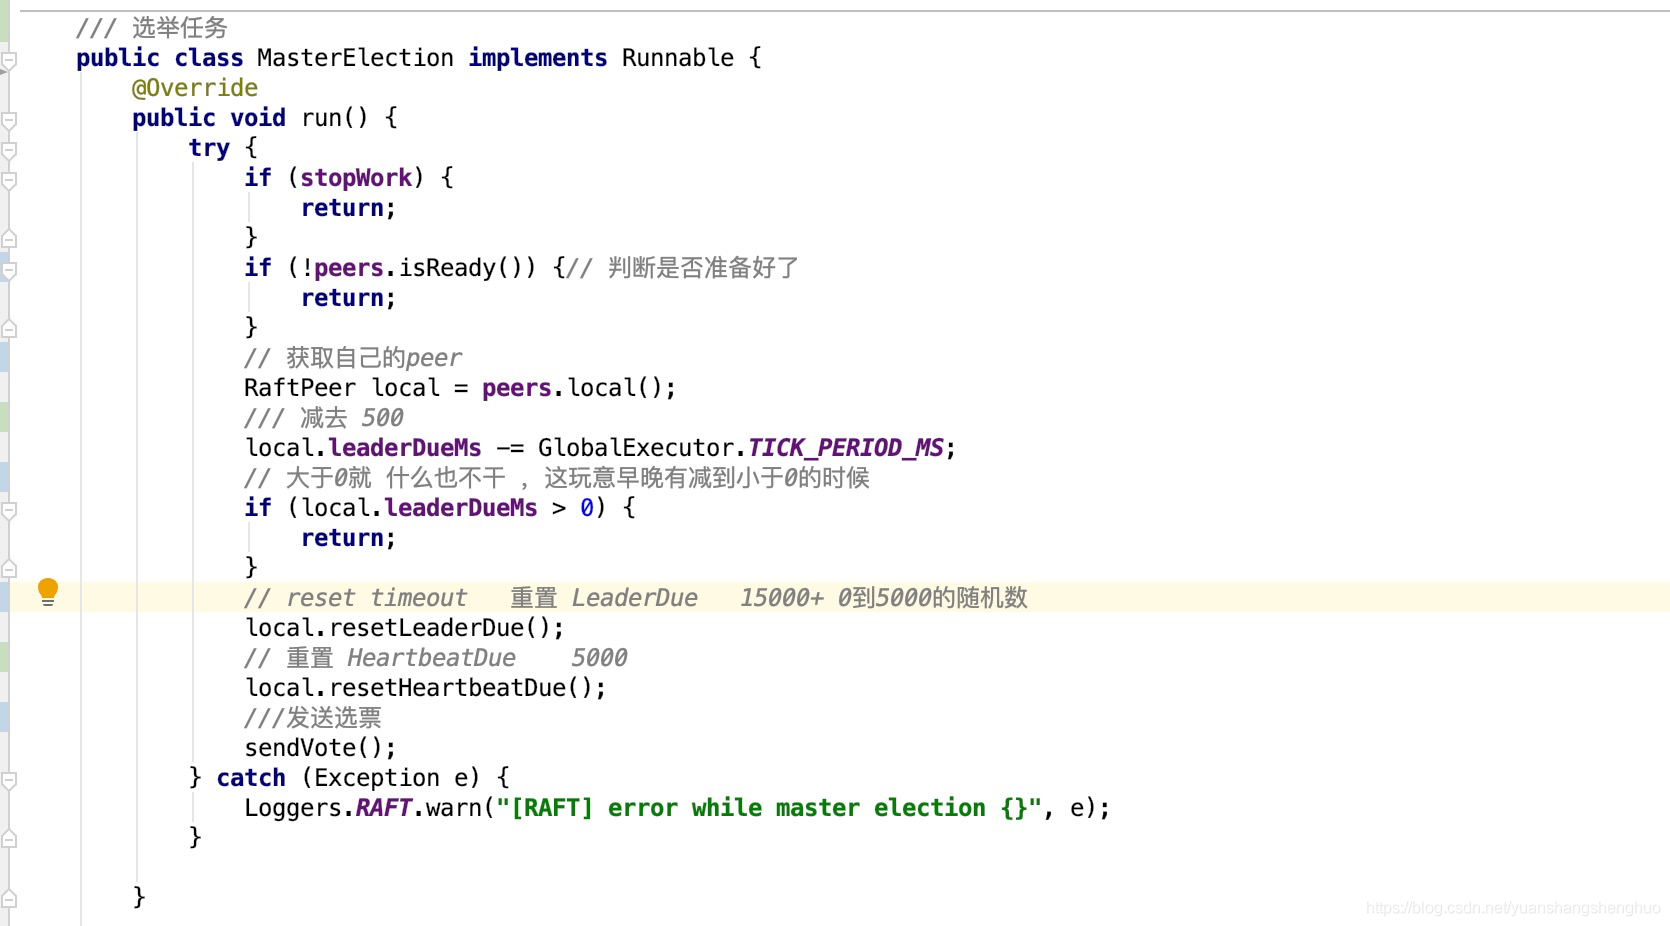 /// 选举任务
public class MasterElection implements Runnable {
@Override
public void run() {
try {
if (stopWork) {
return;
}
if (!peers.isReady()) {// 判断是否准备好了
return;
}
// 获取自己的peer
RaftPeer local = peers.local();
/// 减去 500
local.leaderDueMs -= GlobalExecutor.TICK_PERIOD_MS;
// 大于0就 什么也不干 ，这玩意早晚有减到小于0的时候
if (local.leaderDueMs > 0) {
return;
}
// reset timeout 重置 LeaderDue 15000+ 0到5000的随机数
local.resetLeaderDue();
// 重置 HeartbeatDue 5000
local.resetHeartbeatDue();
///发送选票
sendVote();
} catch (Exception e) {
Loggers.RAFT.warn("[RAFT] error while master election {}", e);
}
}
https://blog.csdn.net/yuanshangshenghuo